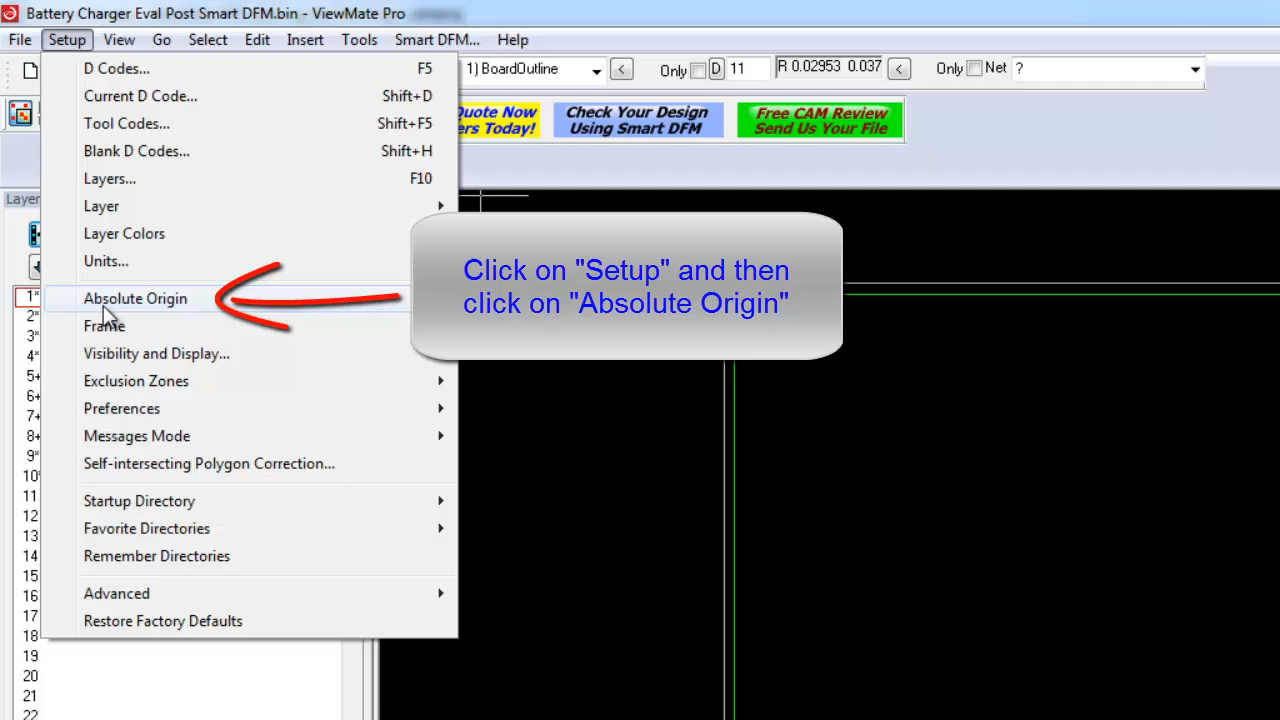 Battery Charger Eval Post Smart DFM.bin - ViewMate Pro
File Setup View Go Select Edit Insert Tools Smart DFM... Help
1) BoardOutline < Only D 11 R 0.02953 0.037 < Only Net ?
Quote Now
ers Today!
Check Your Design
Using Smart DFM
Free CAM Review
Send Us Your File
D Codes... F5
Current D Code... Shift+D
Tool Codes... Shift+F5
Blank D Codes... Shift+H
Layers... F10
Layer
Layer Colors
Units...
Absolute Origin
Frame
Visibility and Display...
Exclusion Zones
Preferences
Messages Mode
Self-intersecting Polygon Correction...
Startup Directory
Favorite Directories
Remember Directories
Advanced
Restore Factory Defaults
Click on "Setup" and then
click on "Absolute Origin"
Layer
1*
2*
3*
4*
5+
6+
7+
8+
9*
10*
11
12
13
14
15
16
17
18
19
20
21
22